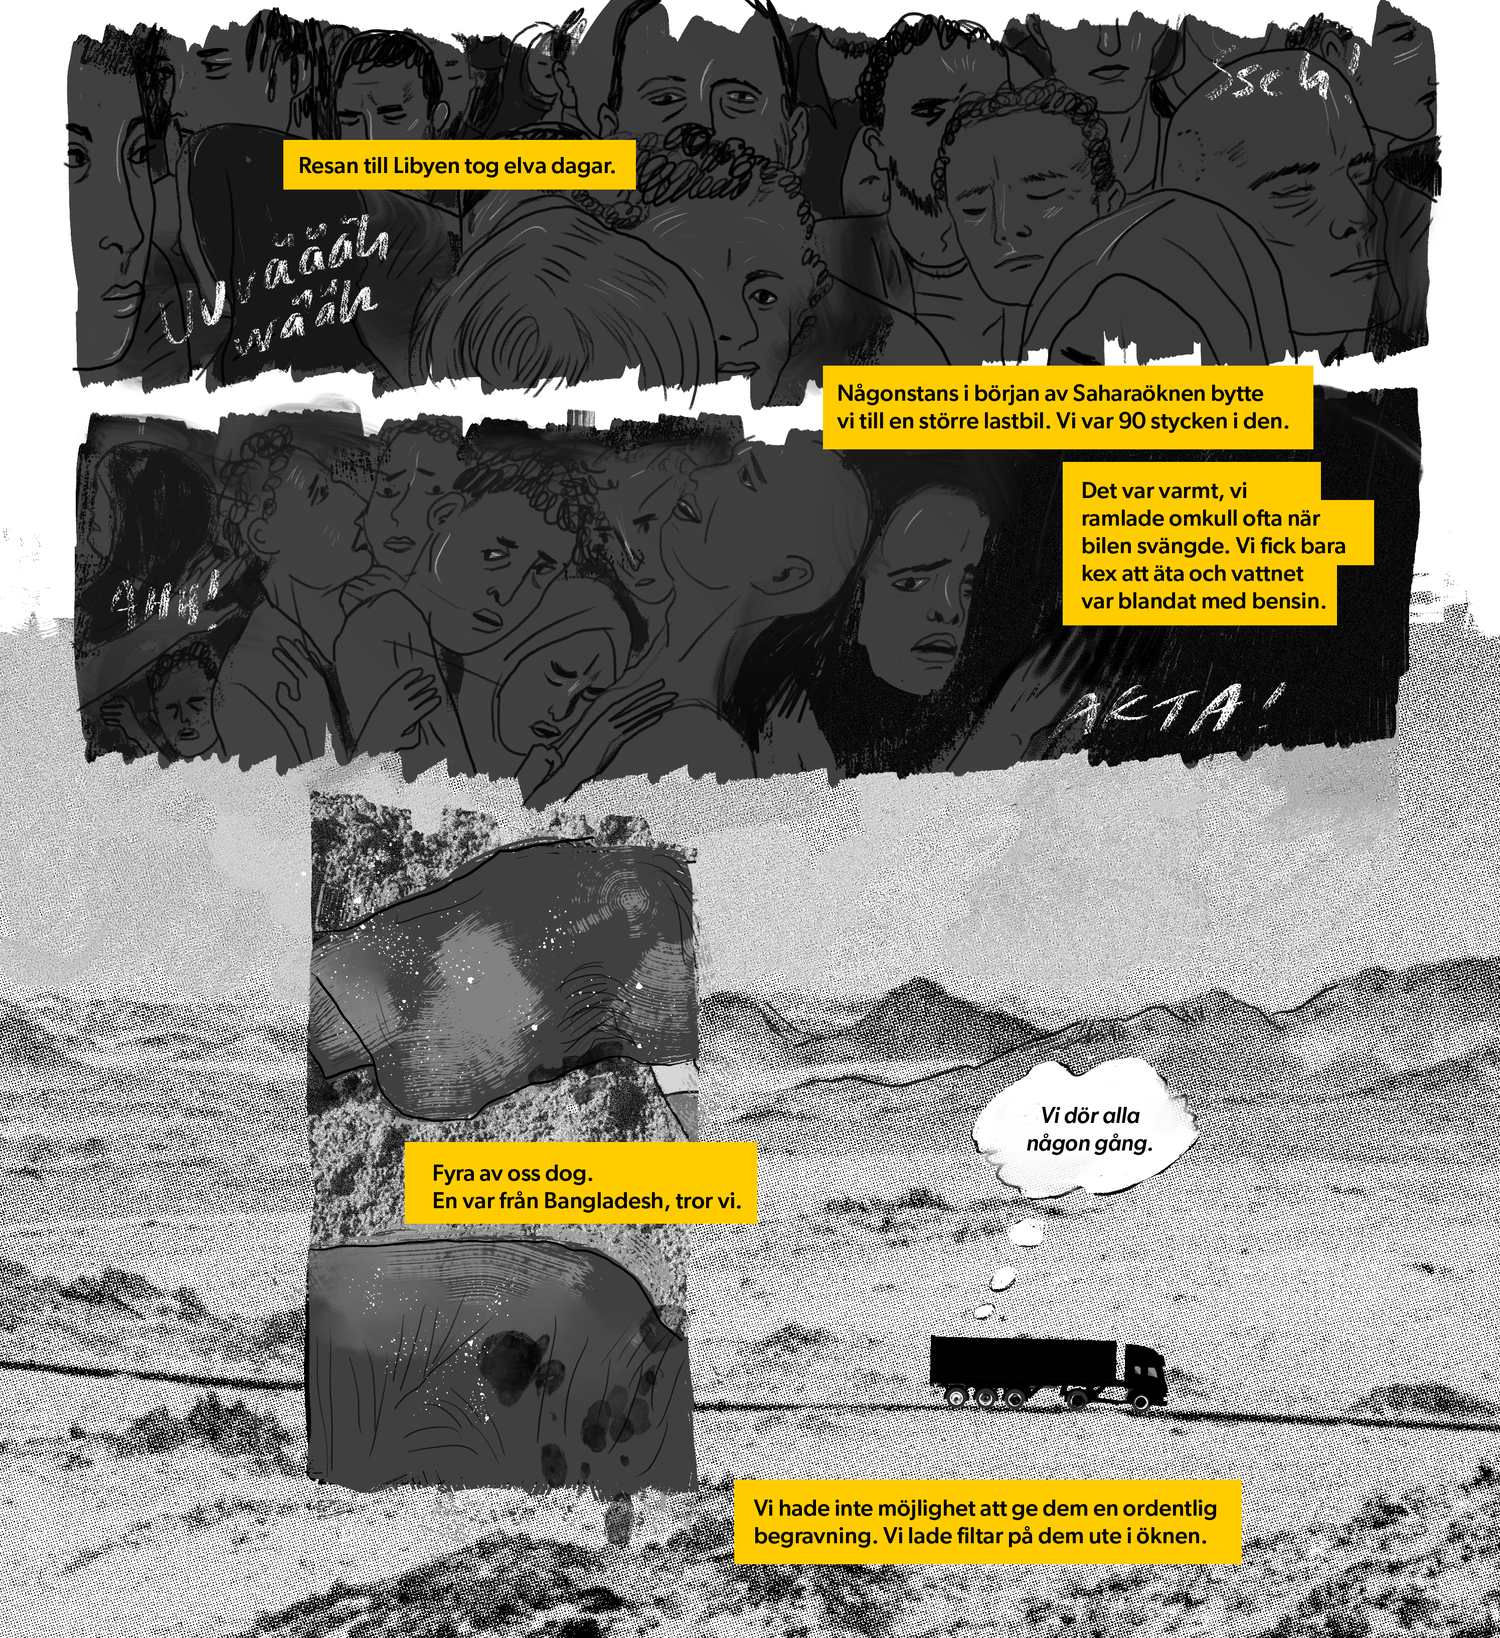 Ssch!
Resan till Libyen tog elva dagar.
Uvväääh
wäääh
Någonstans i början av Saharaöknen bytte
vi till en större lastbil. Vi var 90 stycken i den.
Det var varmt, vi
ramlade omkull ofta när
bilen svängde. Vi fick bara
kex att äta och vattnet
var blandat med bensin.
AKTA!
Vi dör alla
någon gång.
Fyra av oss dog.
En var från Bangladesh, tror vi.
Vi hade inte möjlighet att ge dem en ordentlig
begravning. Vi lade filtar på dem ute i öknen.